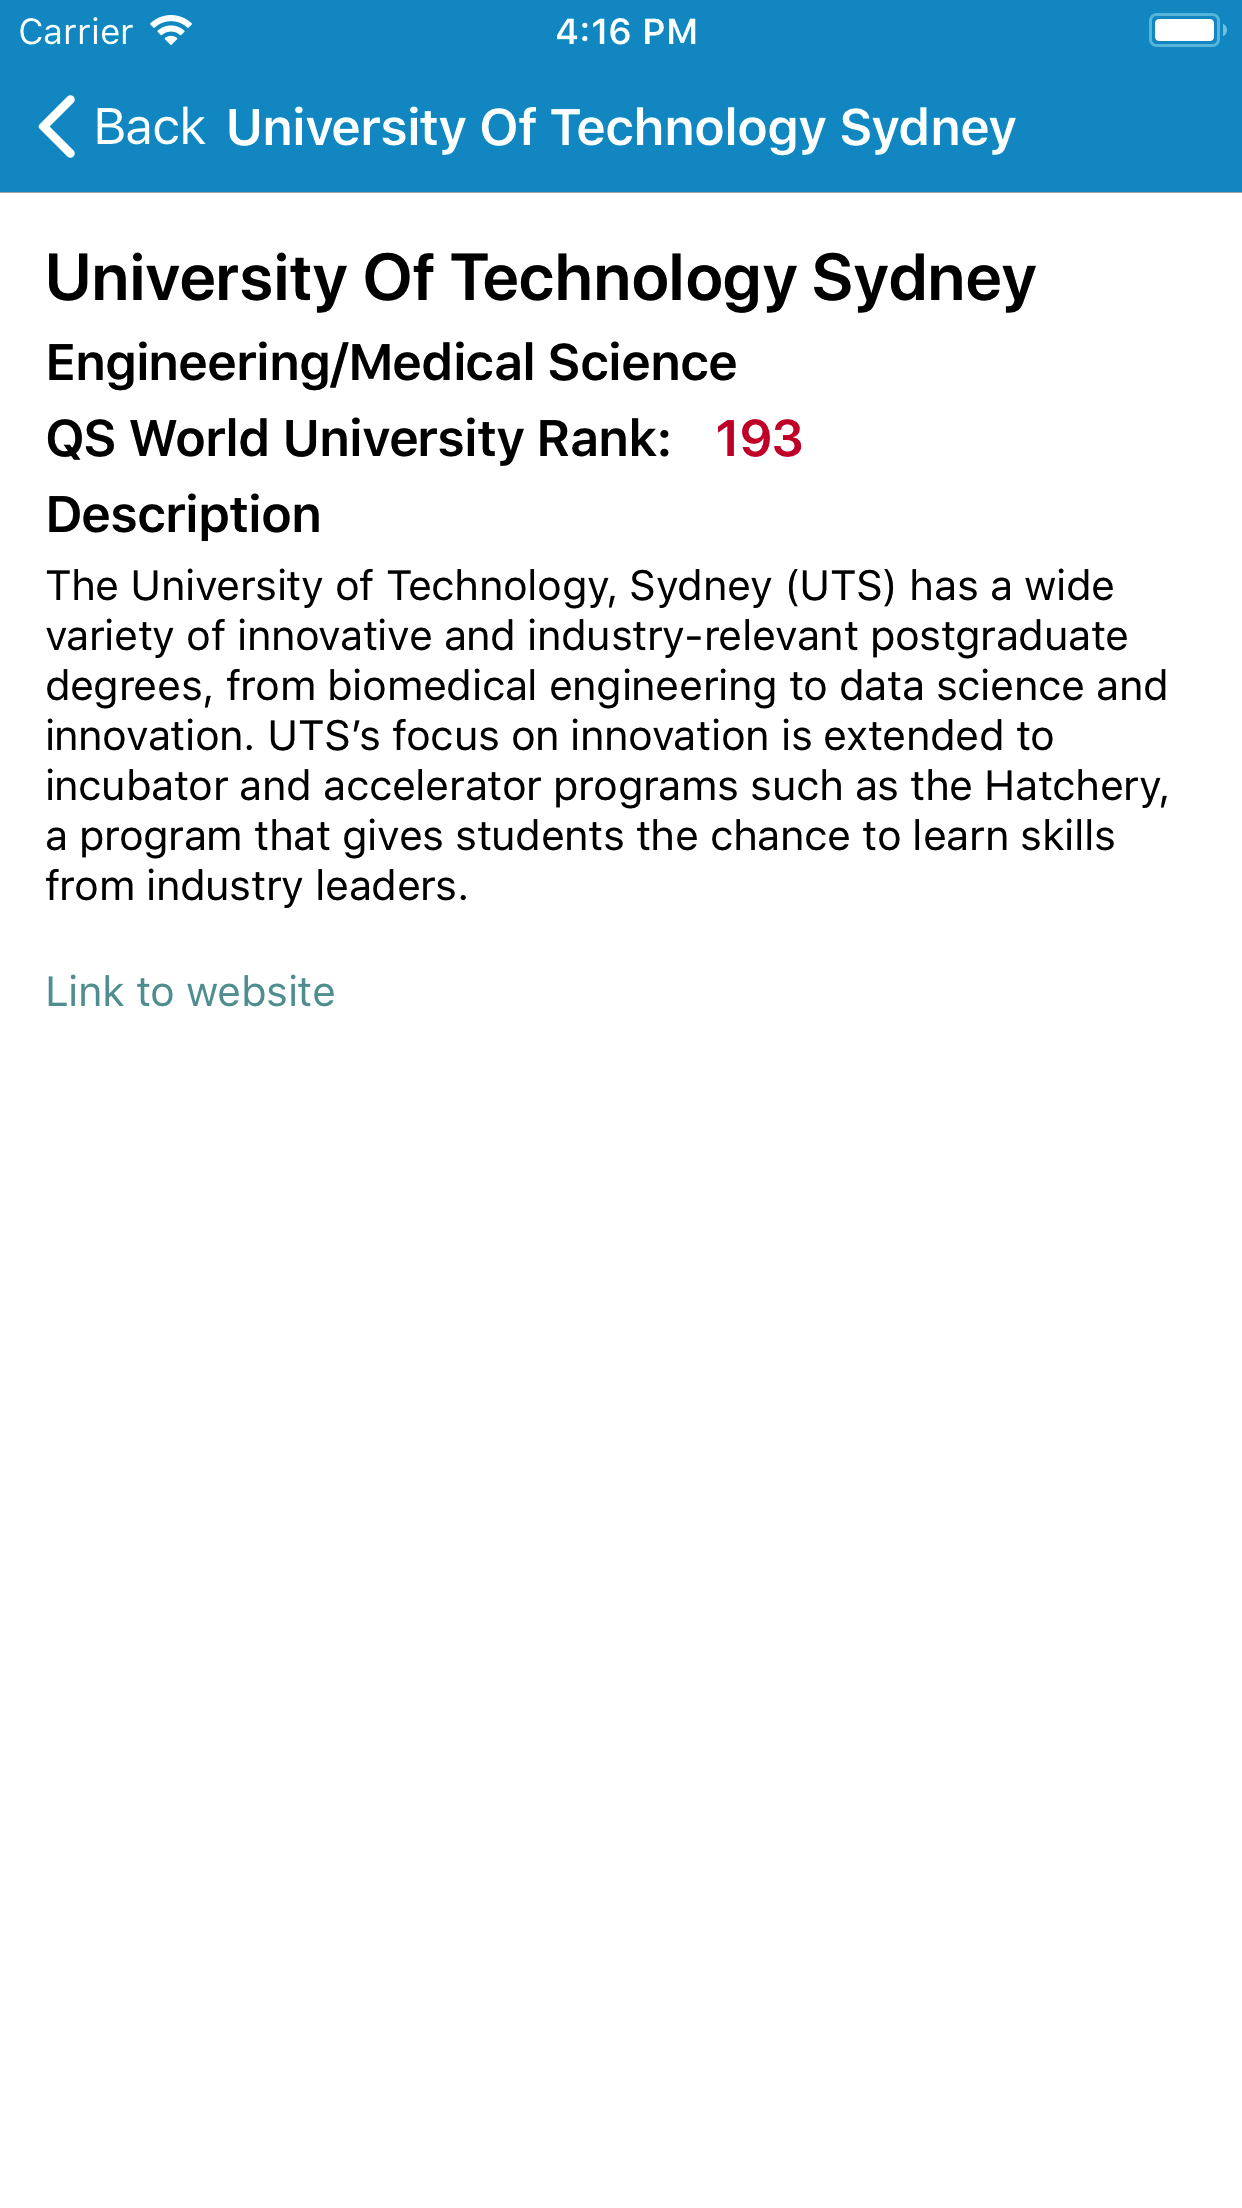 Carrier 4:16 PM
Back University Of Technology Sydney
University Of Technology Sydney
Engineering/Medical Science
QS World University Rank: 193
Description
The University of Technology, Sydney (UTS) has a wide
variety of innovative and industry-relevant postgraduate
degrees, from biomedical engineering to data science and
innovation. UTS’s focus on innovation is extended to
incubator and accelerator programs such as the Hatchery,
a program that gives students the chance to learn skills
from industry leaders.
Link to website